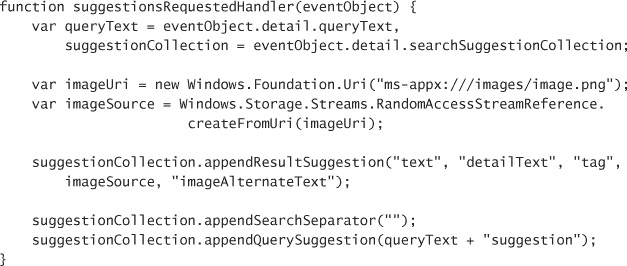 function suggestionsRequestedHandler(eventObject) {
    var queryText = eventObject.detail.queryText,
        suggestionCollection = eventObject.detail.searchSuggestionCollection;

    var imageUri = new Windows.Foundation.Uri("ms-appx:///images/image.png");
    var imageSource = Windows.Storage.Streams.RandomAccessStreamReference.
                      createFromUri(imageUri);

    suggestionCollection.appendResultSuggestion("text", "detailText", "tag",
        imageSource, "imageAlternateText");

    suggestionCollection.appendSearchSeparator("");
    suggestionCollection.appendQuerySuggestion(queryText + "suggestion");
}